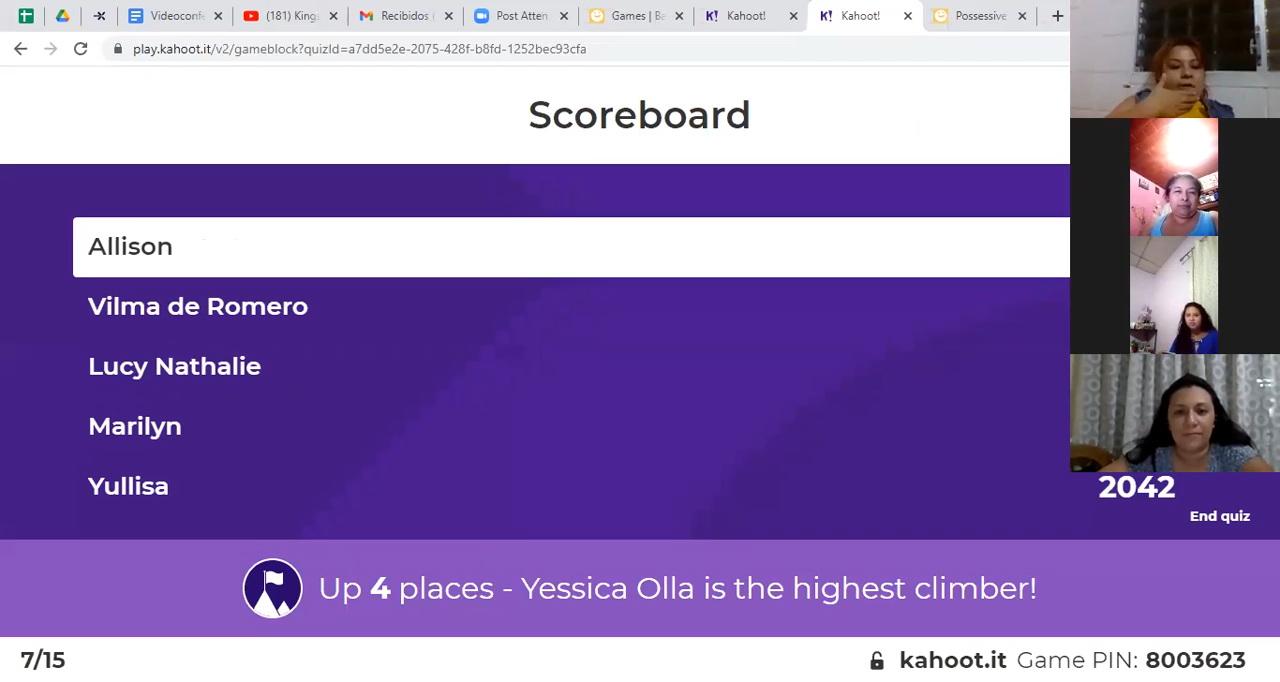 Videoconfe
(181) King
Recibidos
Post Atten
Games | Be
Kahoot!
Kahoot!
Possessive
play.kahoot.it/v2/gameblock?quizId=a7dd5e2e-2075-428f-b8fd-1252bec93cfa
Scoreboard
Allison
Vilma de Romero
Lucy Nathalie
Marilyn
Yullisa 2042
End quiz
Up 4 places - Yessica Olla is the highest climber!
7/15 kahoot.it Game PIN: 8003623